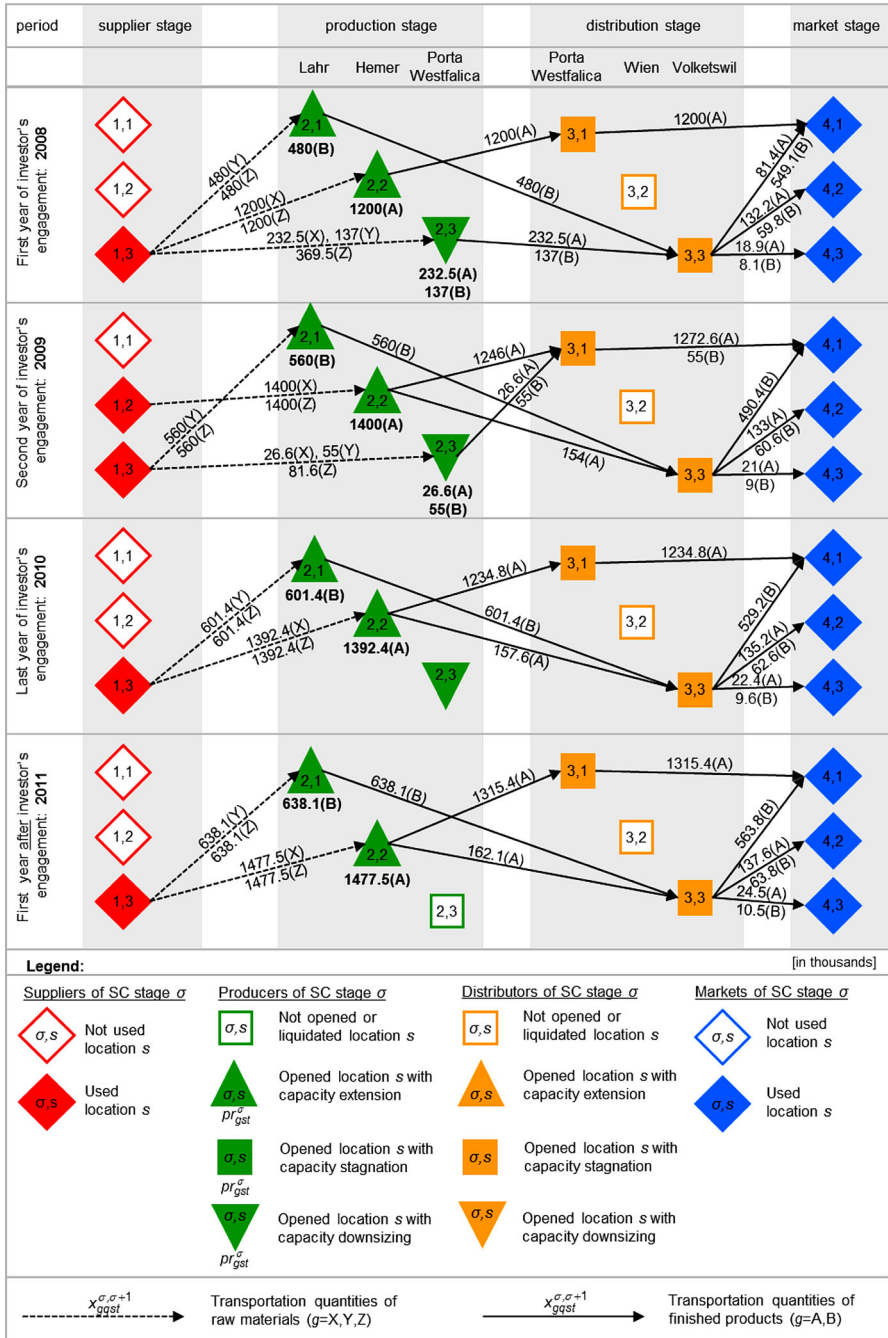 period supplier stage production stage distribution stage market stage
Lahr Hemer Porta Westfalica Porta Westfalica Wien Volketswil
First year of investor's
engagement: 2008
1,1
1,2
1,3
480(Y)
480(Z)
1200(X)
1200(Z)
232.5(X), 137(Y)
369.5(Z)
2,1
480(B)
2,2
1200(A)
2,3
232.5(A)
137(B)
1200(A)
480(B)
232.5(A)
137(B)
3,1
3,2
3,3
1200(A)
81.4(A)
549.1(B)
132.2(A)
59.8(B)
18.9(A)
8.1(B)
4,1
4,2
4,3
Second year of investor's
engagement: 2009
1,1
1,2
1,3
560(Y)
560(Z)
1400(X)
1400(Z)
26.6(X), 55(Y)
81.6(Z)
2,1
560(B)
2,2
1400(A)
2,3
26.6(A)
55(B)
560(B)
1246(A)
26.6(A)
55(B)
154(A)
3,1
3,2
3,3
1272.6(A)
55(B)
490.4(B)
133(A)
60.6(B)
21(A)
9(B)
4,1
4,2
4,3
Last year of investor's
engagement: 2010
1,1
1,2
1,3
601.4(Y)
601.4(Z)
1392.4(X)
1392.4(Z)
2,1
601.4(B)
2,2
1392.4(A)
2,3
1234.8(A)
601.4(B)
157.6(A)
3,1
3,2
3,3
1234.8(A)
529.2(B)
135.2(A)
62.6(B)
22.4(A)
9.6(B)
4,1
4,2
4,3
First year after investor's
engagement: 2011
1,1
1,2
1,3
638.1(Y)
638.1(Z)
1477.5(X)
1477.5(Z)
2,1
638.1(B)
2,2
1477.5(A)
2,3
638.1(B)
1315.4(A)
162.1(A)
3,1
3,2
3,3
1315.4(A)
563.8(B)
137.6(A)
63.8(B)
24.5(A)
10.5(B)
4,1
4,2
4,3
Legend: [in thousands]
Suppliers of SC stage σ
σ,s Not used
location s
σ,s Used
location s
Producers of SC stage σ
σ,s Not opened or
liquidated location s
σ,s Opened location s with
capacity extension
pr^σ_gst
σ,s Opened location s with
capacity stagnation
pr^σ_gst
σ,s Opened location s with
capacity downsizing
pr^σ_gst
Distributors of SC stage σ
σ,s Not opened or
liquidated location s
σ,s Opened location s with
capacity extension
σ,s Opened location s with
capacity stagnation
σ,s Opened location s with
capacity downsizing
Markets of SC stage σ
σ,s Not used
location s
σ,s Used
location s
x^σ,σ+1_gqst Transportation quantities of
raw materials (g=X,Y,Z)
x^σ,σ+1_gqst Transportation quantities of
finished products (g=A,B)